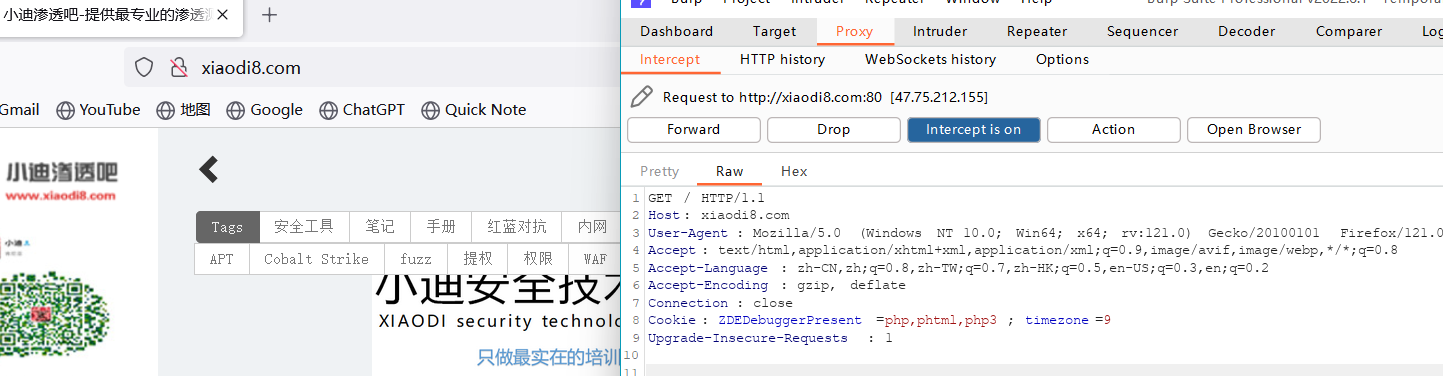 小迪渗透吧-提供最专业的渗透测
xiaodi8.com
Gmail YouTube 地图 Google ChatGPT Quick Note
小迪渗透吧
www.xiaodi8.com
小迪
Tags 安全工具 笔记 手册 红蓝对抗 内网
APT Cobalt Strike fuzz 提权 权限 WAF
小迪安全技术
XIAODI security technolo
只做最实在的培训
Burp Project Intruder Repeater Window Help Burp Suite Professional
Dashboard Target Proxy Intruder Repeater Sequencer Decoder Comparer Log
Intercept HTTP history WebSockets history Options
Request to http://xiaodi8.com:80 [47.75.212.155]
Forward Drop Intercept is on Action Open Browser
Pretty Raw Hex
1 GET / HTTP/1.1
2 Host: xiaodi8.com
3 User-Agent: Mozilla/5.0 (Windows NT 10.0; Win64; x64; rv:121.0) Gecko/20100101 Firefox/121.0
4 Accept: text/html,application/xhtml+xml,application/xml;q=0.9,image/avif,image/webp,*/*;q=0.8
5 Accept-Language: zh-CN,zh;q=0.8,zh-TW;q=0.7,zh-HK;q=0.5,en-US;q=0.3,en;q=0.2
6 Accept-Encoding: gzip, deflate
7 Connection: close
8 Cookie: ZDEDebuggerPresent=php,phtml,php3; timezone=9
9 Upgrade-Insecure-Requests: 1
10
11